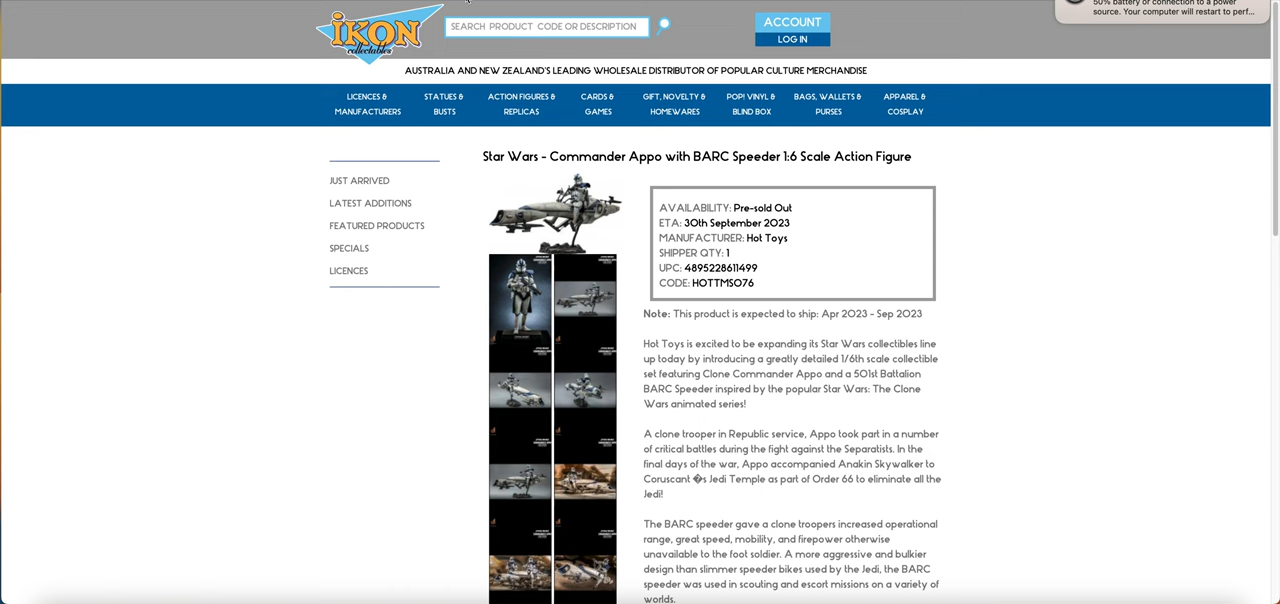 50% battery or connection to a power
source. Your computer will restart to perf...
iKON
collectables
SEARCH PRODUCT CODE OR DESCRIPTION
ACCOUNT
LOG IN
AUSTRALIA AND NEW ZEALAND'S LEADING WHOLESALE DISTRIBUTOR OF POPULAR CULTURE MERCHANDISE
LICENCES &
MANUFACTURERS
STATUES &
BUSTS
ACTION FIGURES &
REPLICAS
CARDS &
GAMES
GIFT, NOVELTY &
HOMEWARES
POP! VINYL &
BLIND BOX
BAGS, WALLETS &
PURSES
APPAREL &
COSPLAY
JUST ARRIVED
LATEST ADDITIONS
FEATURED PRODUCTS
SPECIALS
LICENCES
Star Wars - Commander Appo with BARC Speeder 1:6 Scale Action Figure
AVAILABILITY: Pre-sold Out
ETA: 30th September 2023
MANUFACTURER: Hot Toys
SHIPPER QTY: 1
UPC: 4895228611499
CODE: HOTTMS076
Note: This product is expected to ship: Apr 2023 - Sep 2023
Hot Toys is excited to be expanding its Star Wars collectibles line
up today by introducing a greatly detailed 1/6th scale collectible
set featuring Clone Commander Appo and a 501st Battalion
BARC Speeder inspired by the popular Star Wars: The Clone
Wars animated series!
A clone trooper in Republic service, Appo took part in a number
of critical battles during the fight against the Separatists. In the
final days of the war, Appo accompanied Anakin Skywalker to
Coruscant �s Jedi Temple as part of Order 66 to eliminate all the
Jedi!
The BARC speeder gave a clone troopers increased operational
range, great speed, mobility, and firepower otherwise
unavailable to the foot soldier. A more aggressive and bulkier
design than slimmer speeder bikes used by the Jedi, the BARC
speeder was used in scouting and escort missions on a variety of
worlds.